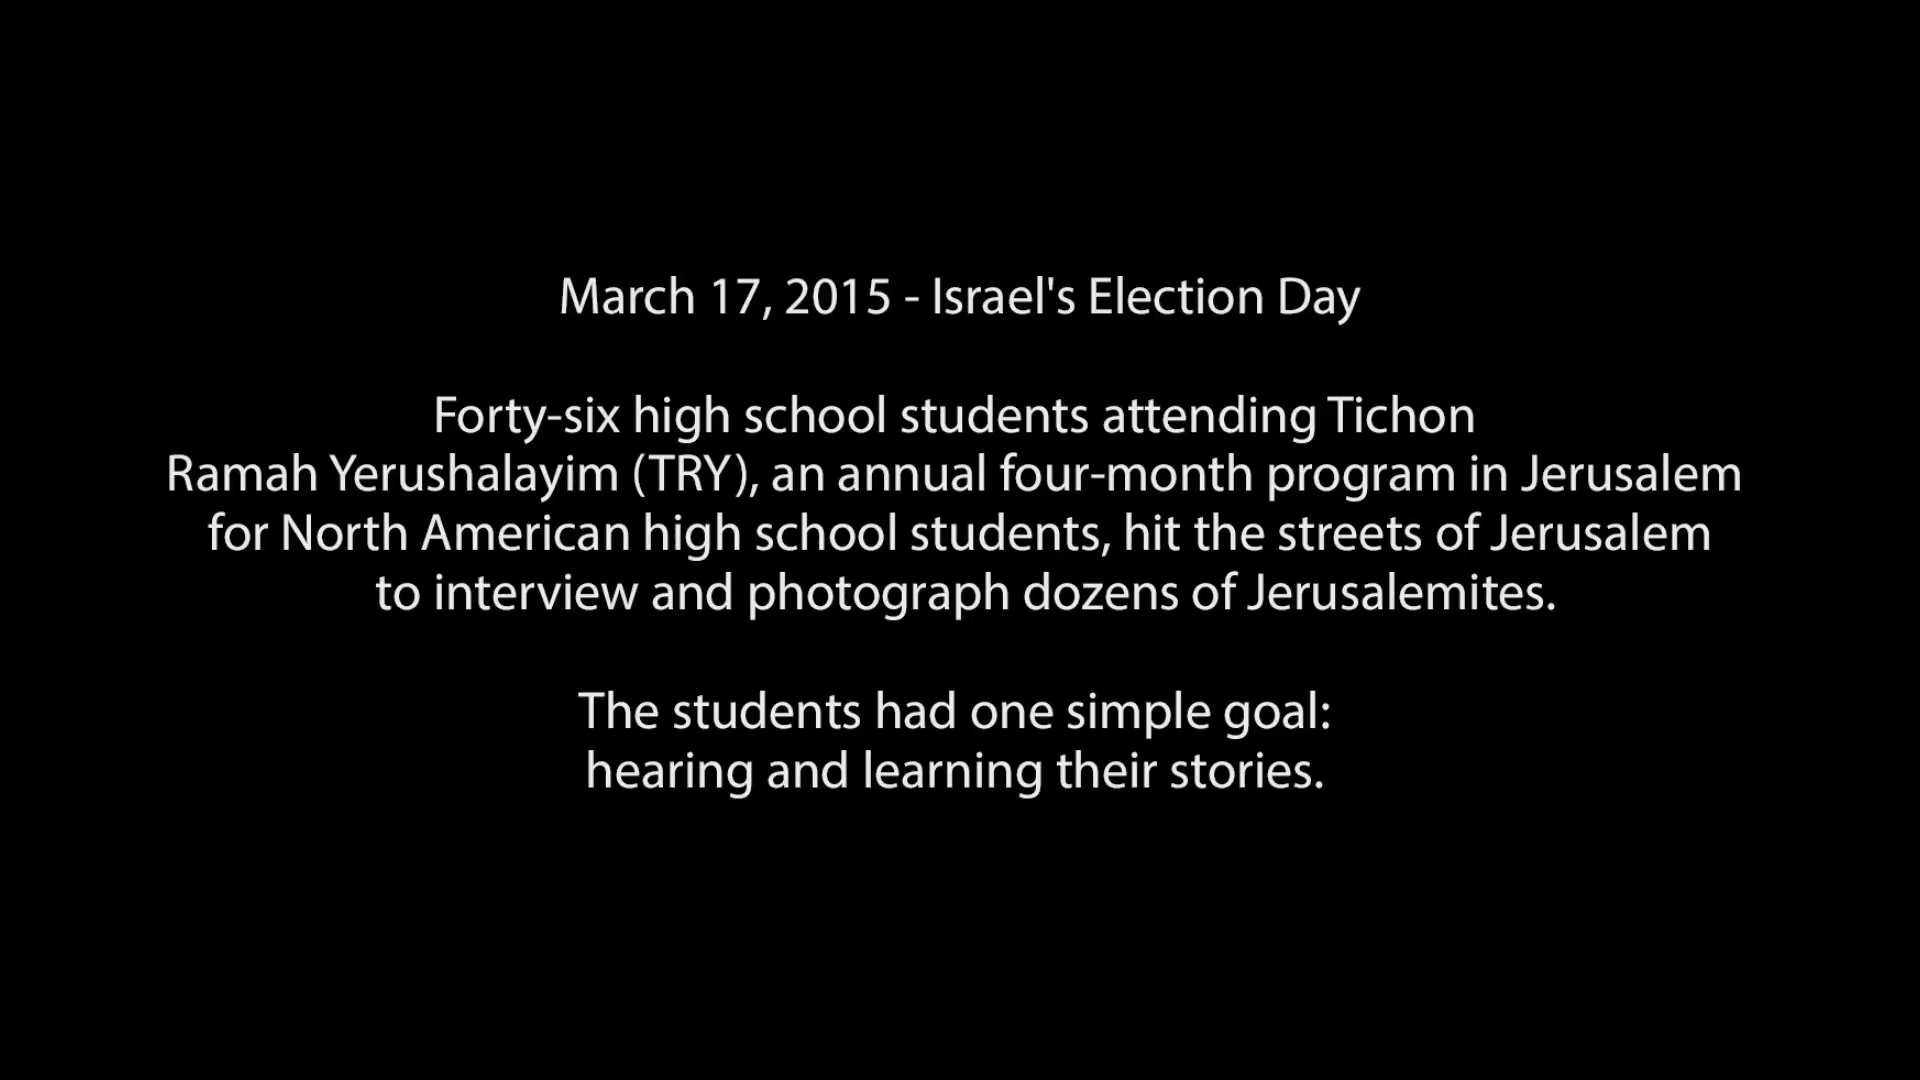 March 17, 2015 - Israel's Election Day
Forty-six high school students attending Tichon
Ramah Yerushalayim (TRY), an annual four-month program in Jerusalem
for North American high school students, hit the streets of Jerusalem
to interview and photograph dozens of Jerusalemites.
The students had one simple goal:
hearing and learning their stories.